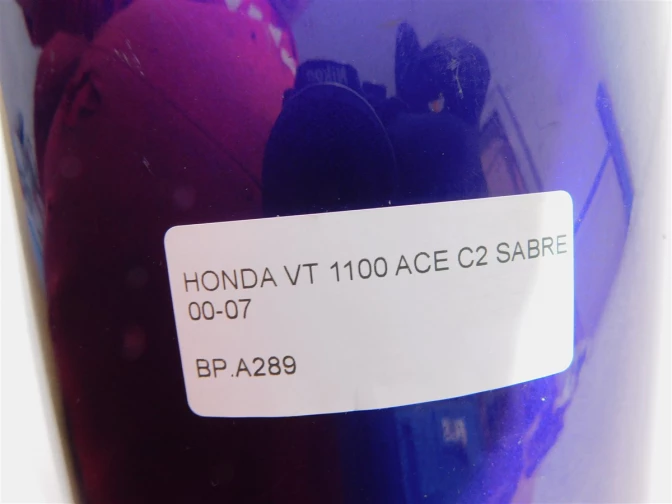 HONDA VT 1100 ACE C2 SABRE
00-07
BP.A289